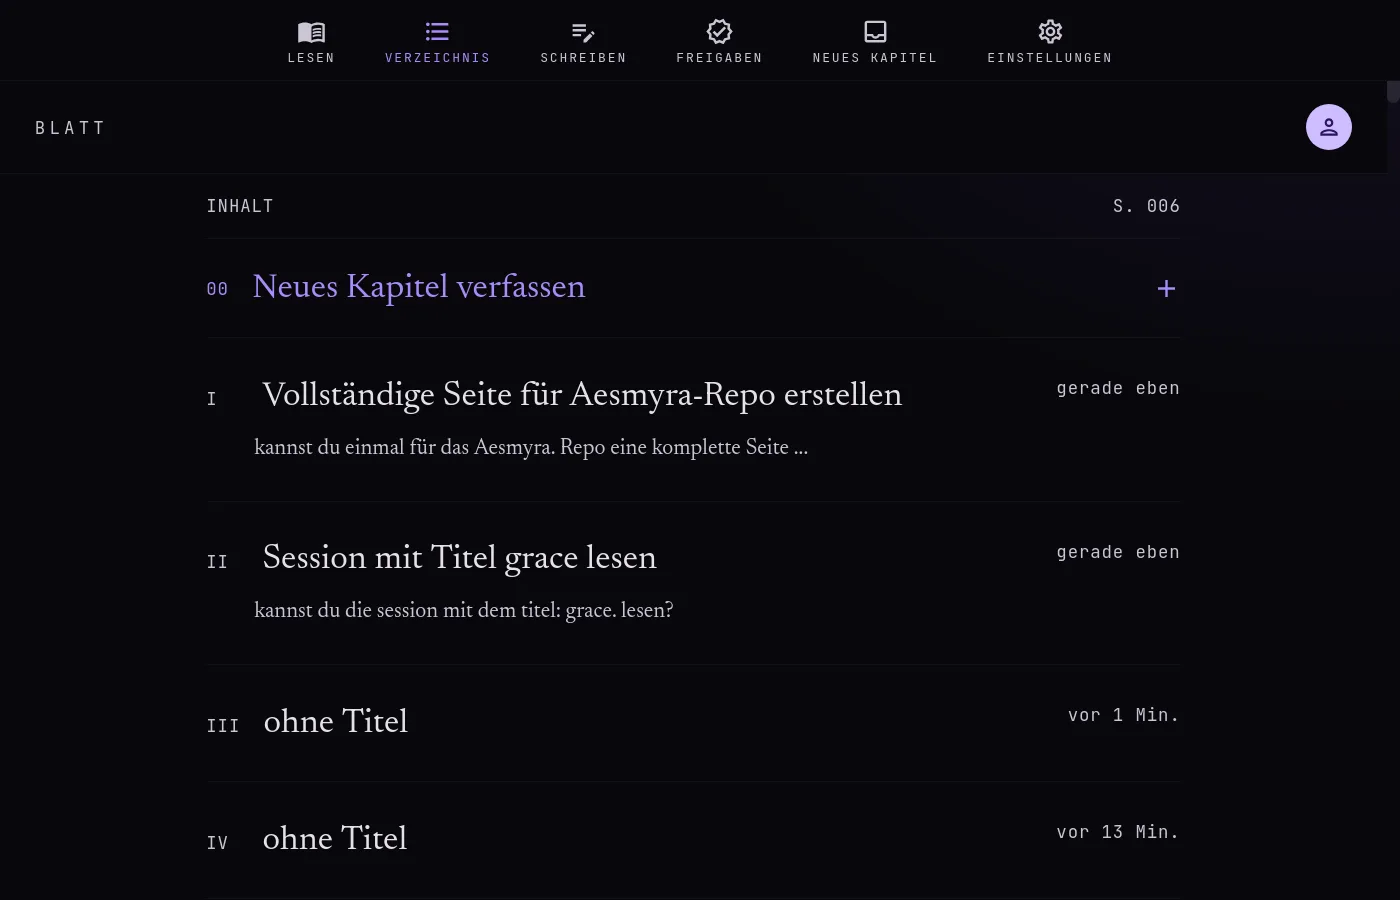 LESEN
VERZEICHNIS
SCHREIBEN
FREIGABEN
NEUES KAPITEL
EINSTELLUNGEN
BLATT
INHALT
S. 006
00 Neues Kapitel verfassen +
I Vollständige Seite für Aesmyra-Repo erstellen gerade eben
kannst du einmal für das Aesmyra. Repo eine komplette Seite ...
II Session mit Titel grace lesen gerade eben
kannst du die session mit dem titel: grace. lesen?
III ohne Titel vor 1 Min.
IV ohne Titel vor 13 Min.